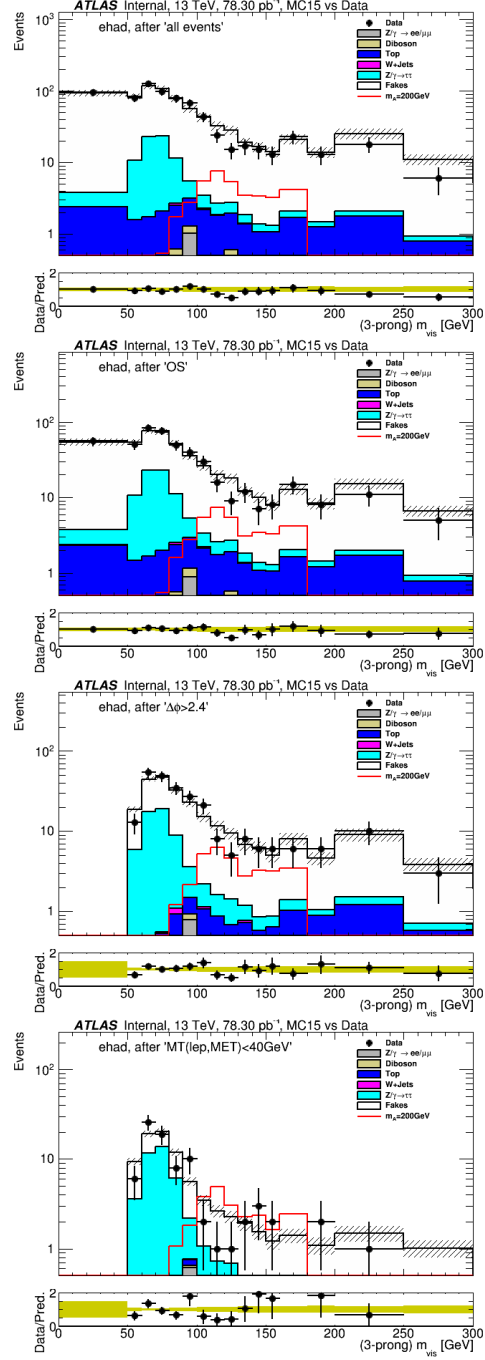 ATLAS Internal, 13 TeV, 78.30 pb⁻¹, MC15 vs Data
Events
ehad, after 'all events'
Data
Z/γ → ee/μμ
Diboson
Top
W+Jets
Z/γ→ττ
Fakes
m_A=200GeV
10³
10²
10
1
Data/Pred.
2
1
0
0 50 100 150 200 250 300
(3-prong) m_vis [GeV]
ATLAS Internal, 13 TeV, 78.30 pb⁻¹, MC15 vs Data
Events
ehad, after 'OS'
Data
Z/γ → ee/μμ
Diboson
Top
W+Jets
Z/γ→ττ
Fakes
m_A=200GeV
10²
10
1
Data/Pred.
2
1
0
0 50 100 150 200 250 300
(3-prong) m_vis [GeV]
ATLAS Internal, 13 TeV, 78.30 pb⁻¹, MC15 vs Data
Events
ehad, after 'Δϕ>2.4'
Data
Z/γ → ee/μμ
Diboson
Top
W+Jets
Z/γ→ττ
Fakes
m_A=200GeV
10²
10
1
Data/Pred.
2
1
0
0 50 100 150 200 250 300
(3-prong) m_vis [GeV]
ATLAS Internal, 13 TeV, 78.30 pb⁻¹, MC15 vs Data
Events
ehad, after 'MT(lep,MET)<40GeV'
Data
Z/γ → ee/μμ
Diboson
Top
W+Jets
Z/γ→ττ
Fakes
m_A=200GeV
10²
10
1
Data/Pred.
2
1
0
0 50 100 150 200 250 300
(3-prong) m_vis [GeV]